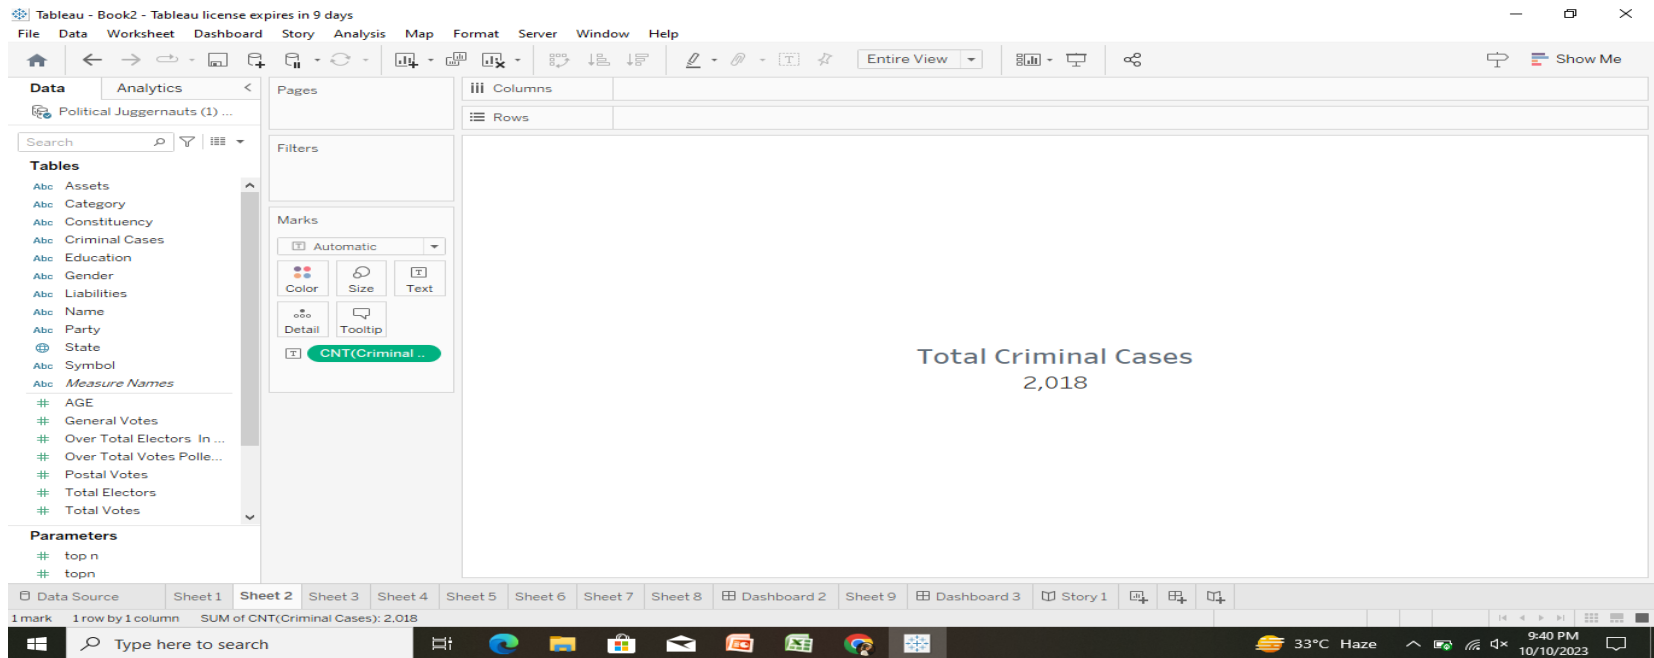 Tableau - Book2 - Tableau license expires in 9 days
File Data Worksheet Dashboard Story Analysis Map Format Server Window Help
Entire View
Show Me
Data Analytics
Political Juggernauts (1) ...
Search
Tables
Abc Assets
Abc Category
Abc Constituency
Abc Criminal Cases
Abc Education
Abc Gender
Abc Liabilities
Abc Name
Abc Party
State
Abc Symbol
Abc Measure Names
# AGE
# General Votes
# Over Total Electors In ...
# Over Total Votes Polle...
# Postal Votes
# Total Electors
# Total Votes
Parameters
# top n
# topn
Pages
Filters
Marks
Automatic
Color Size Text
Detail Tooltip
CNT(Criminal ..
Columns
Rows
Total Criminal Cases
2,018
Data Source Sheet 1 Sheet 2 Sheet 3 Sheet 4 Sheet 5 Sheet 6 Sheet 7 Sheet 8 Dashboard 2 Sheet 9 Dashboard 3 Story 1
1 mark 1 row by 1 column SUM of CNT(Criminal Cases): 2,018
Type here to search
33°C Haze
9:40 PM
10/10/2023